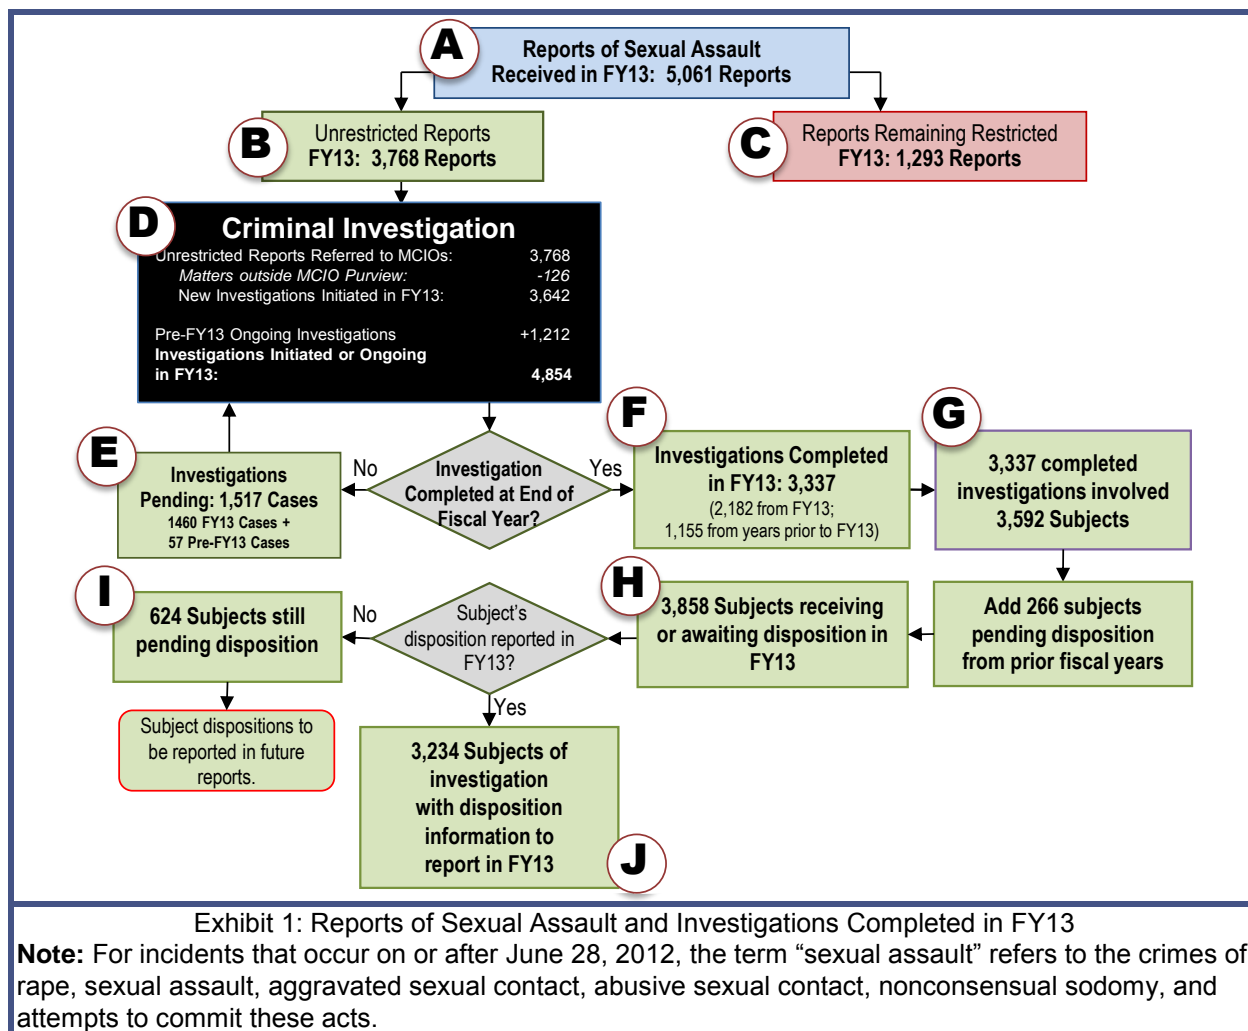 A
Reports of Sexual Assault
Received in FY13: 5,061 Reports
B
Unrestricted Reports
FY13: 3,768 Reports
C
Reports Remaining Restricted
FY13: 1,293 Reports
D
Criminal Investigation
Unrestricted Reports Referred to MCIOs: 3,768
Matters outside MCIO Purview: -126
New Investigations Initiated in FY13: 3,642
Pre-FY13 Ongoing Investigations +1,212
Investigations Initiated or Ongoing
in FY13: 4,854
E
Investigations
Pending: 1,517 Cases
1460 FY13 Cases +
57 Pre-FY13 Cases
No
Investigation
Completed at End of
Fiscal Year?
Yes
F
Investigations Completed
in FY13: 3,337
(2,182 from FY13;
1,155 from years prior to FY13)
G
3,337 completed
investigations involved
3,592 Subjects
Add 266 subjects
pending disposition
from prior fiscal years
H
3,858 Subjects receiving
or awaiting disposition in
FY13
Subject's
disposition reported in
FY13?
No
I
624 Subjects still
pending disposition
Subject dispositions to
be reported in future
reports.
Yes
3,234 Subjects of
investigation
with disposition
information to
report in FY13
J
Exhibit 1: Reports of Sexual Assault and Investigations Completed in FY13
Note: For incidents that occur on or after June 28, 2012, the term “sexual assault” refers to the crimes of
rape, sexual assault, aggravated sexual contact, abusive sexual contact, nonconsensual sodomy, and
attempts to commit these acts.